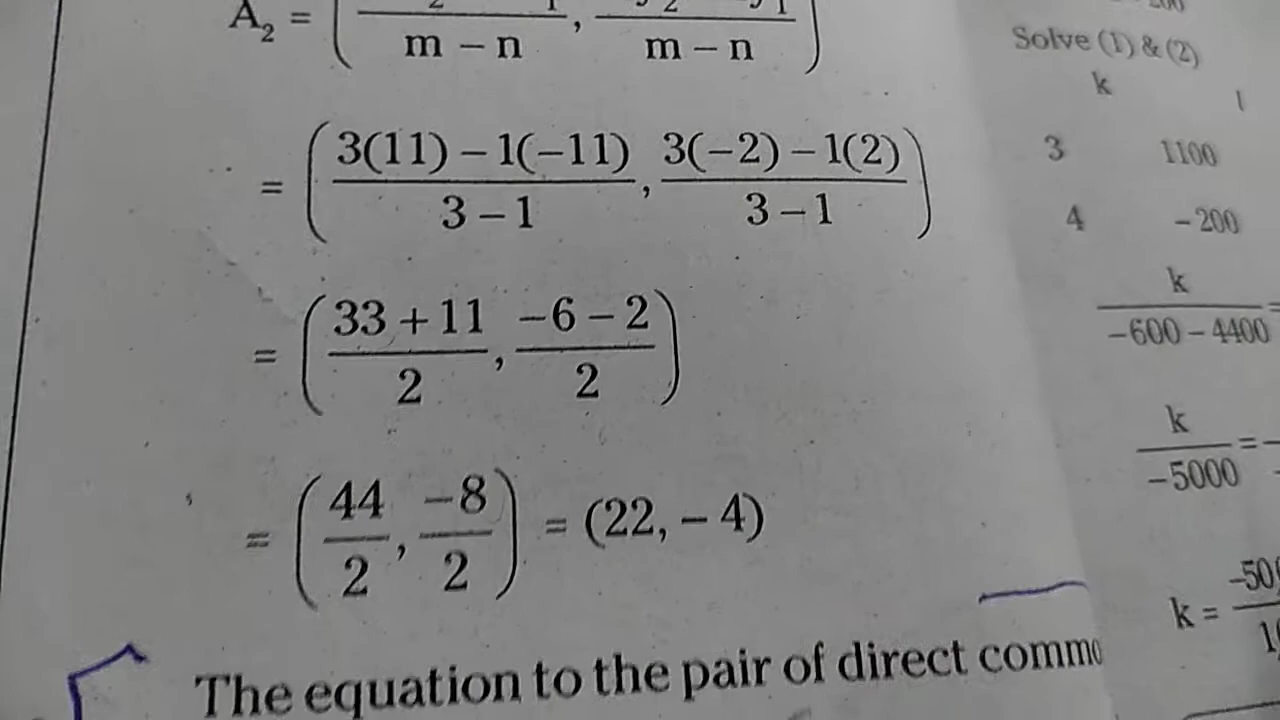 A₂ = ( / m − n , / m − n )
= ( 3(11) − 1(−11) / 3 − 1 , 3(−2) − 1(2) / 3 − 1 )
= ( 33 + 11 / 2 , −6 − 2 / 2 )
= ( 44 / 2 , −8 / 2 ) = (22, − 4)
The equation to the pair of direct
Solve (1) & (2)
k 1
3 1100
4 − 200
k / −600 − 4400 =
k / −5000 =
k =